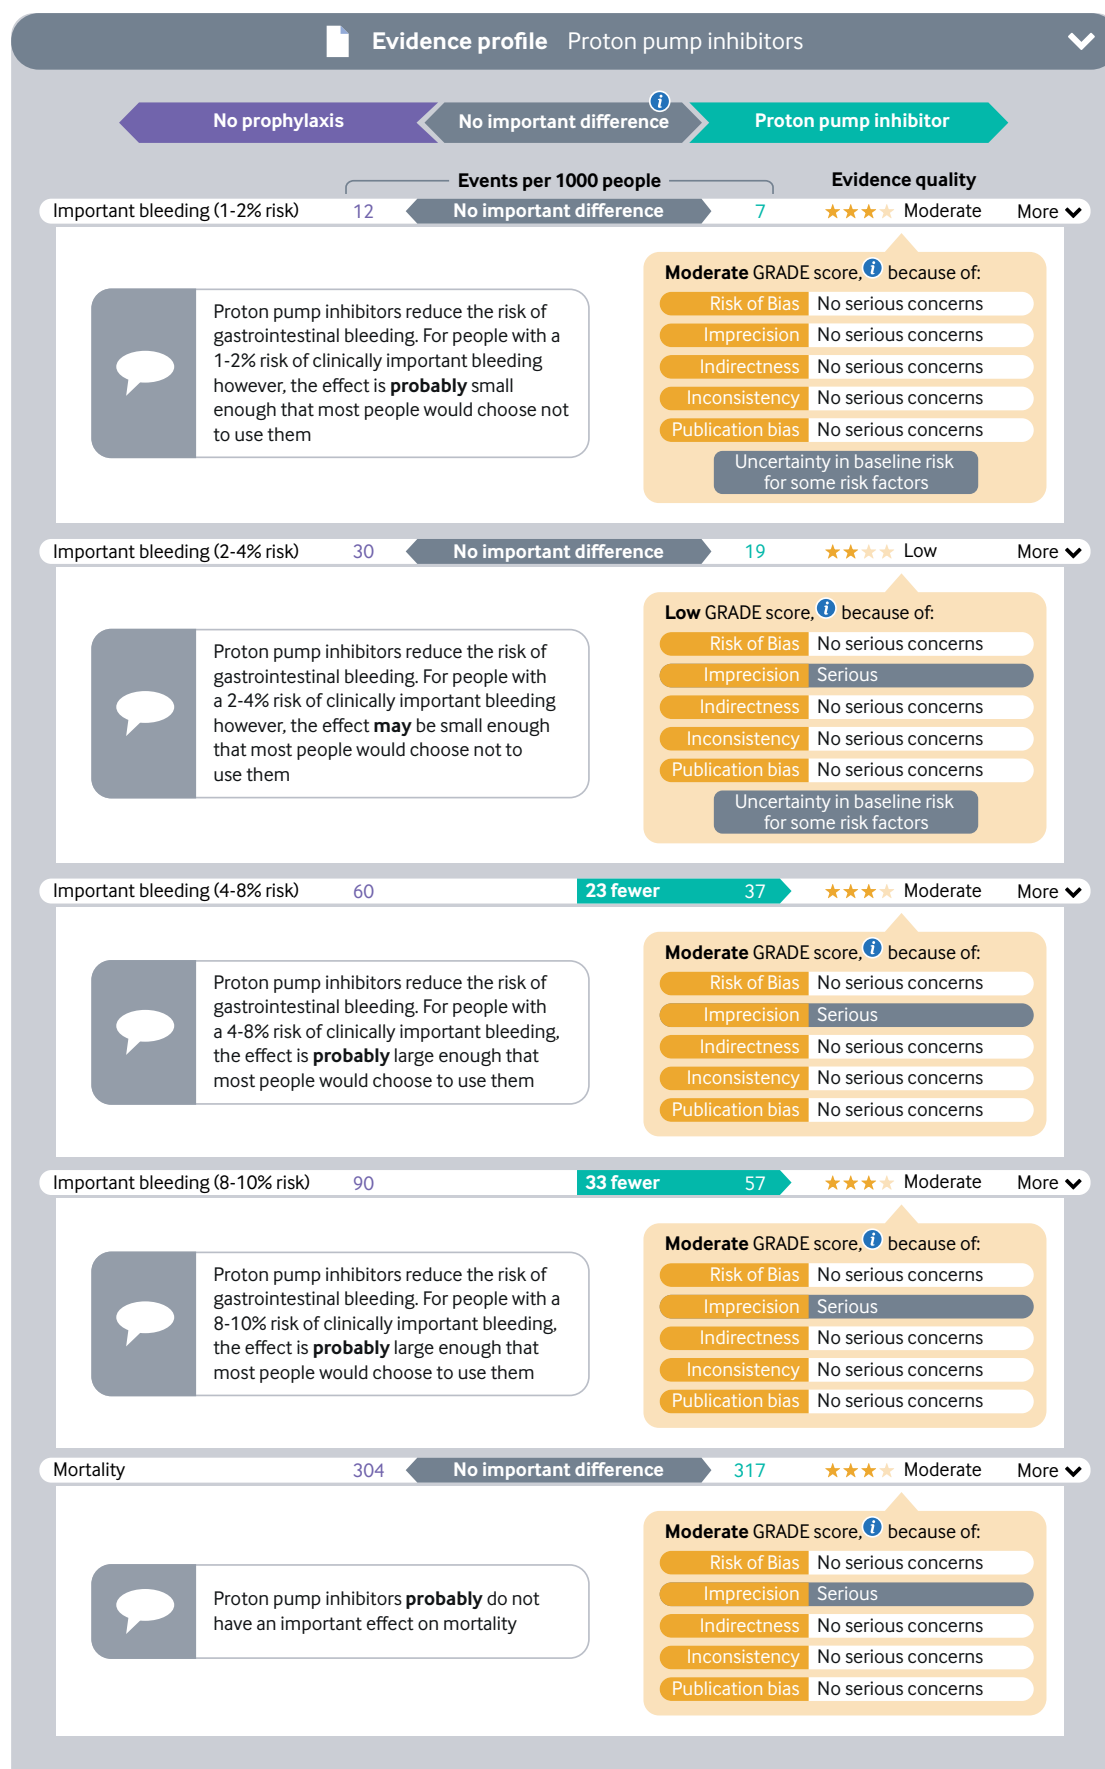 Evidence profile Proton pump inhibitors
i
No prophylaxis No important difference Proton pump inhibitor
Events per 1000 people Evidence quality
Important bleeding (1-2% risk) 12 No important difference 7 Moderate More
Proton pump inhibitors reduce the risk of
gastrointestinal bleeding. For people with a
1-2% risk of clinically important bleeding
however, the effect is probably small
enough that most people would choose not
to use them
Moderate GRADE score, i because of:
Risk of Bias No serious concerns
Imprecision No serious concerns
Indirectness No serious concerns
Inconsistency No serious concerns
Publication bias No serious concerns
Uncertainty in baseline risk
for some risk factors
Important bleeding (2-4% risk) 30 No important difference 19 Low More
Proton pump inhibitors reduce the risk of
gastrointestinal bleeding. For people with
a 2-4% risk of clinically important bleeding
however, the effect may be small enough
that most people would choose not to
use them
Low GRADE score, i because of:
Risk of Bias No serious concerns
Imprecision Serious
Indirectness No serious concerns
Inconsistency No serious concerns
Publication bias No serious concerns
Uncertainty in baseline risk
for some risk factors
Important bleeding (4-8% risk) 60 23 fewer 37 Moderate More
Proton pump inhibitors reduce the risk of
gastrointestinal bleeding. For people with
a 4-8% risk of clinically important bleeding,
the effect is probably large enough that
most people would choose to use them
Moderate GRADE score, i because of:
Risk of Bias No serious concerns
Imprecision Serious
Indirectness No serious concerns
Inconsistency No serious concerns
Publication bias No serious concerns
Important bleeding (8-10% risk) 90 33 fewer 57 Moderate More
Proton pump inhibitors reduce the risk of
gastrointestinal bleeding. For people with a
8-10% risk of clinically important bleeding,
the effect is probably large enough that
most people would choose to use them
Moderate GRADE score, i because of:
Risk of Bias No serious concerns
Imprecision Serious
Indirectness No serious concerns
Inconsistency No serious concerns
Publication bias No serious concerns
Mortality 304 No important difference 317 Moderate More
Proton pump inhibitors probably do not
have an important effect on mortality
Moderate GRADE score, i because of:
Risk of Bias No serious concerns
Imprecision Serious
Indirectness No serious concerns
Inconsistency No serious concerns
Publication bias No serious concerns